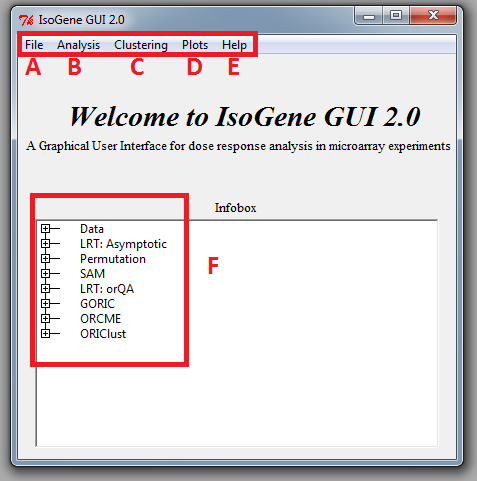 IsoGene GUI 2.0
File Analysis Clustering Plots Help
A B C D E
Welcome to IsoGene GUI 2.0
A Graphical User Interface for dose response analysis in microarray experiments
Infobox
Data
LRT: Asymptotic
Permutation
F
SAM
LRT: orQA
GORIC
ORCME
ORIClust